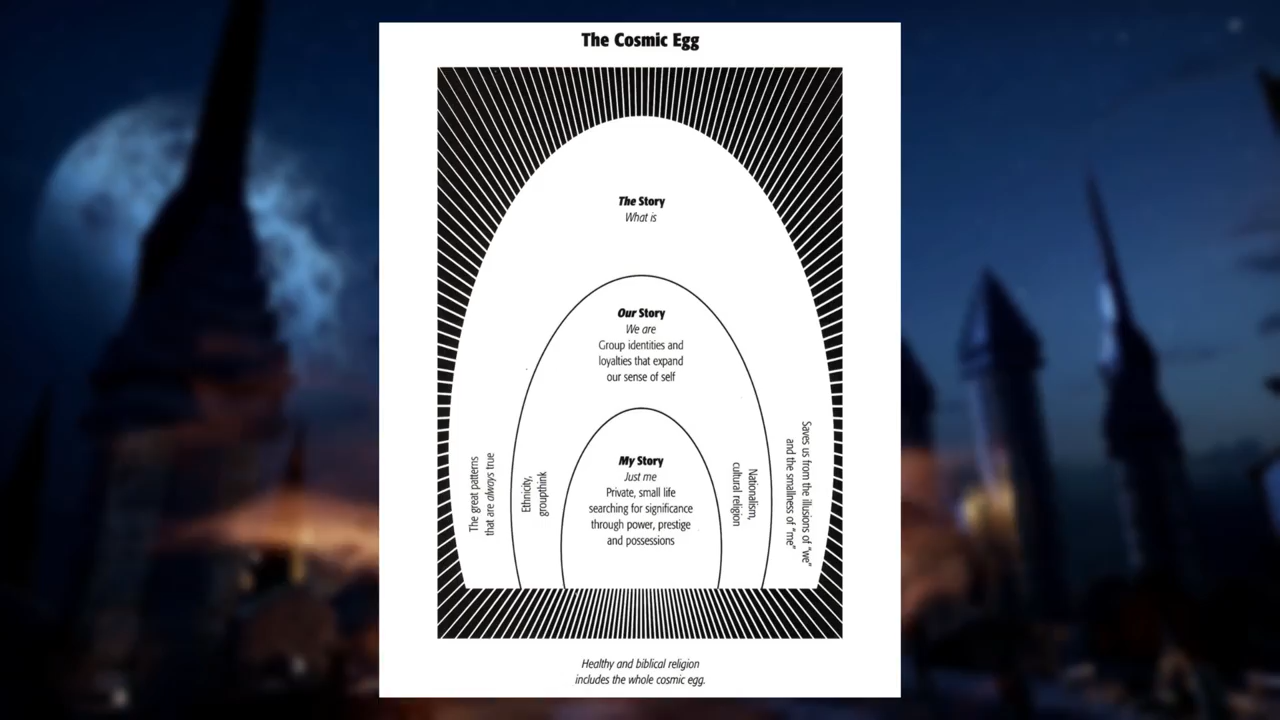 The Cosmic Egg
The Story
What is
Our Story
We are
Group identities and
loyalties that expand
our sense of self
My Story
Just me
Private, small life
searching for significance
through power, prestige
and possessions
The great patterns
that are always true
Ethnicity,
groupthink
Nationalism,
cultural religion
Saves us from the illusions of "we"
and the smallness of "me"
Healthy and biblical religion
includes the whole cosmic egg.